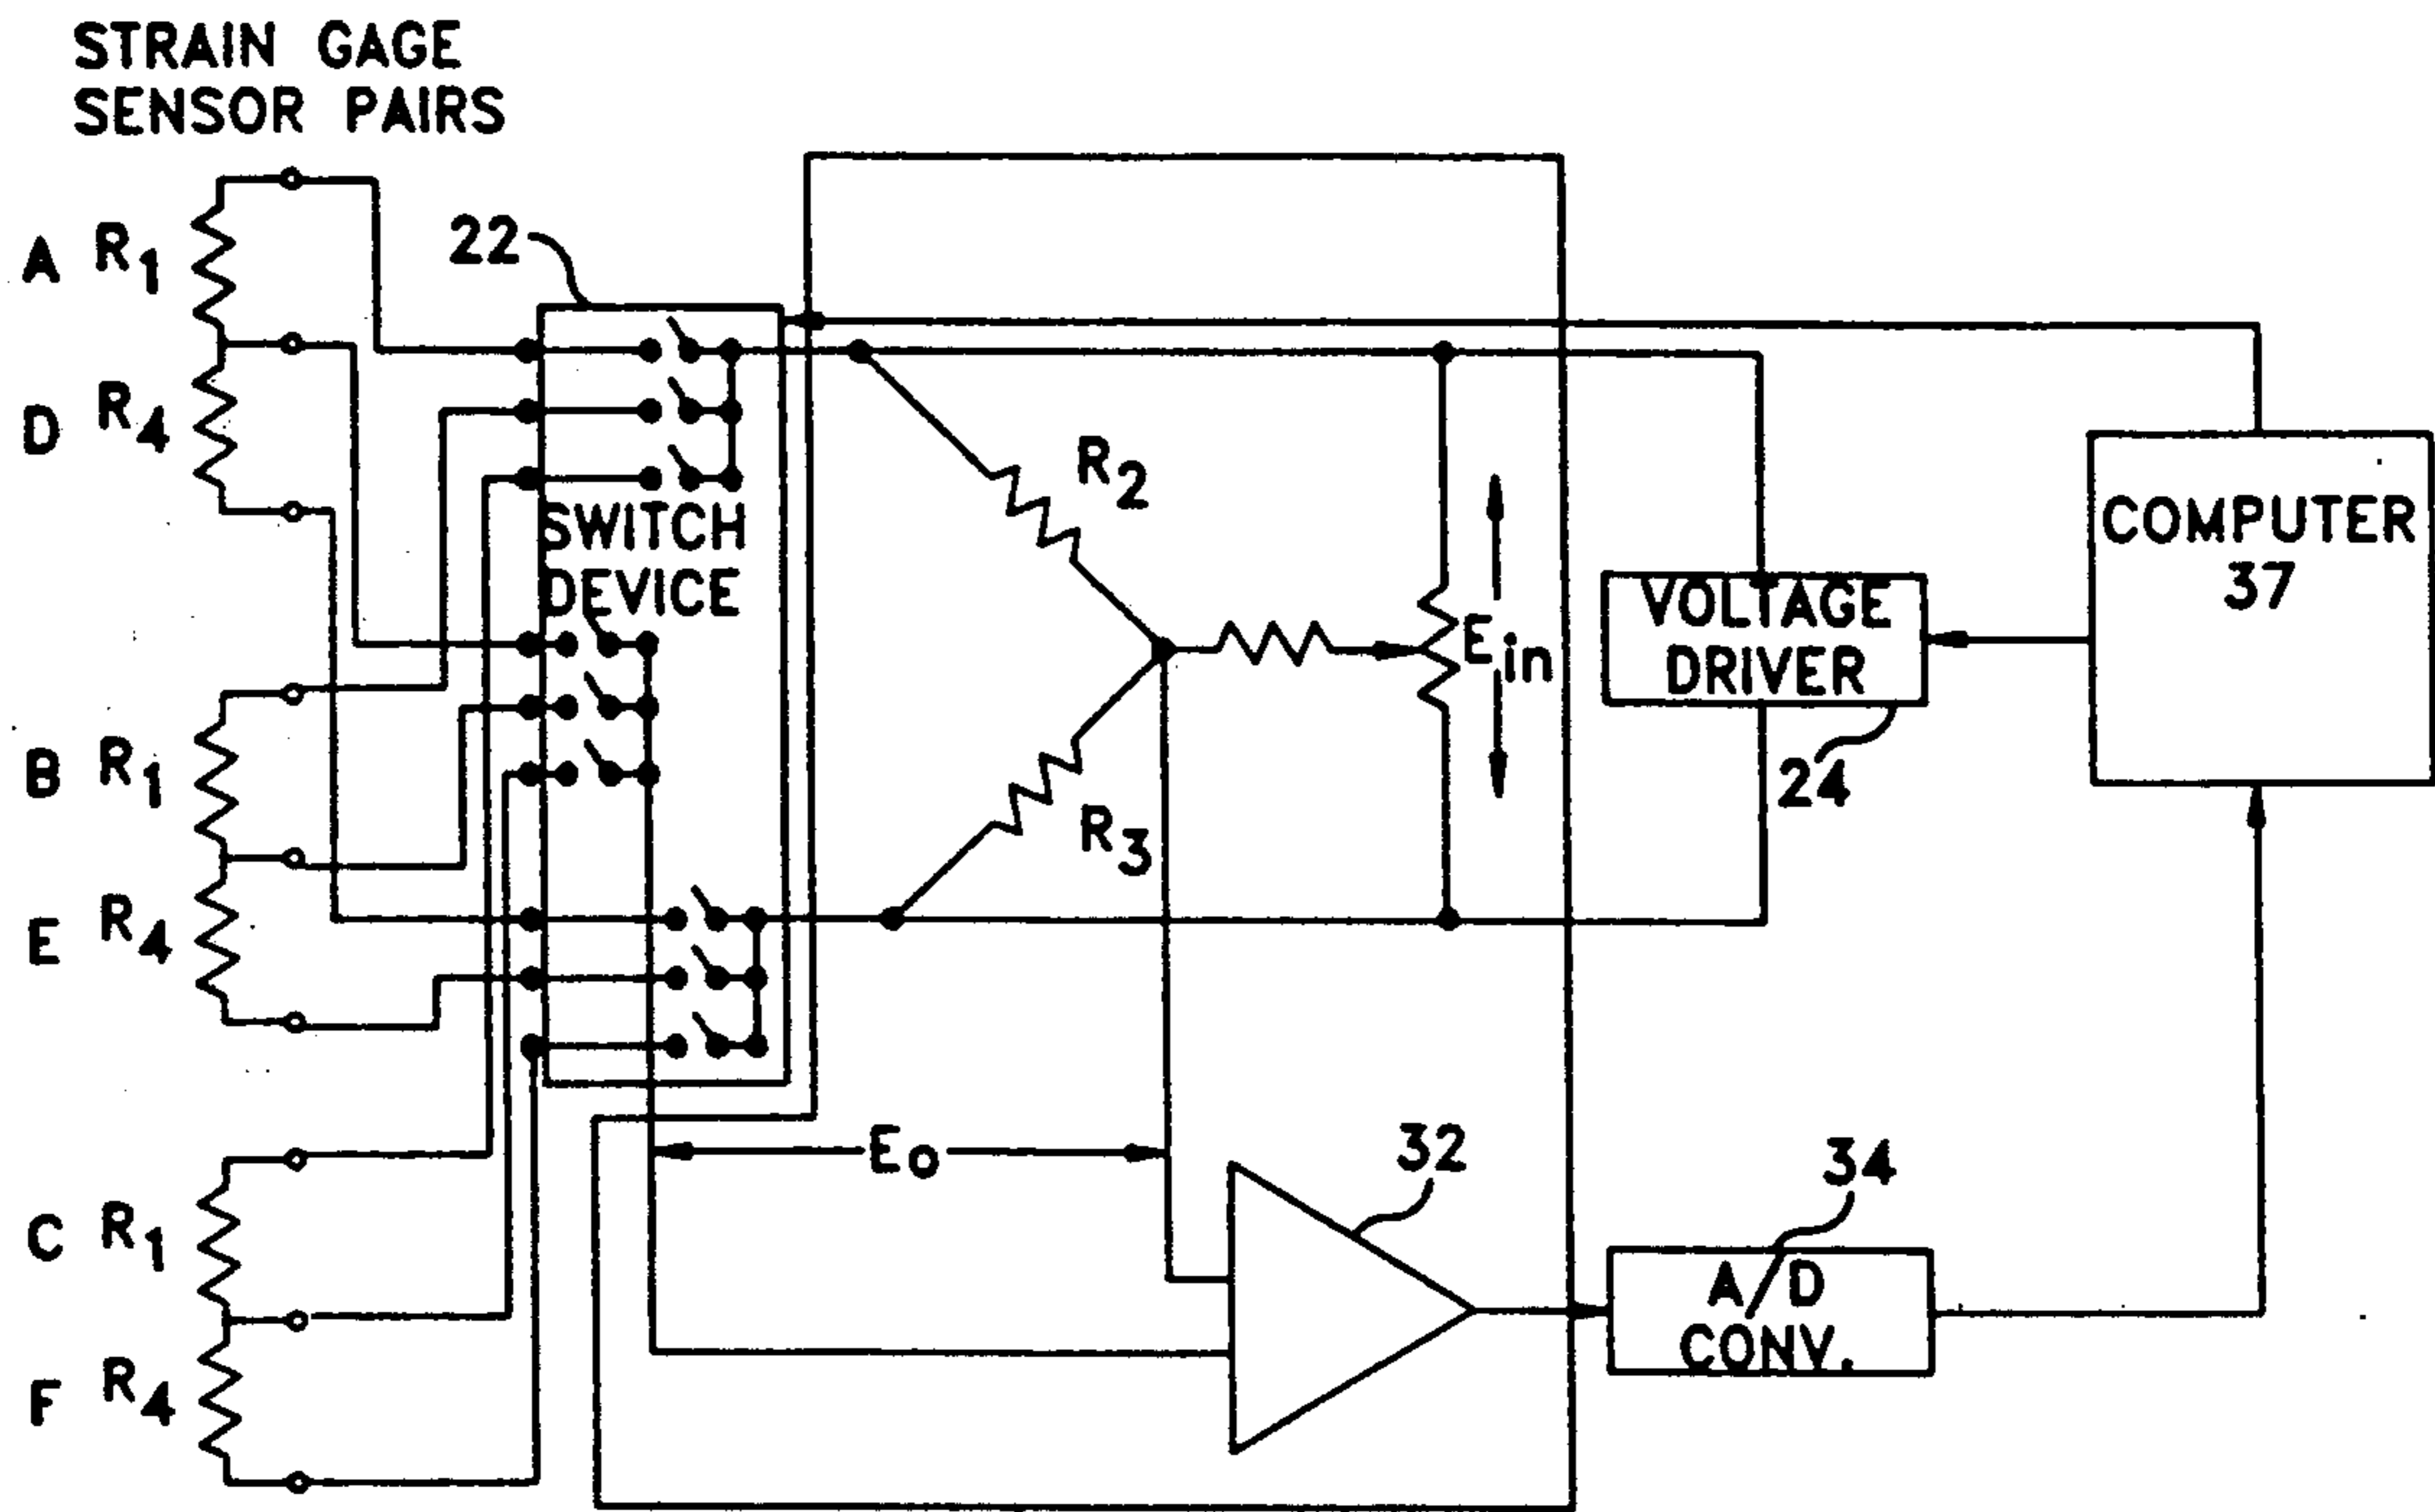 STRAIN GAGE
SENSOR PAIRS
A R1
22
D R4
R2
SWITCH
DEVICE
COMPUTER
37
VOLTAGE
DRIVER
Ein
24
B R1
R3
E R4
Eo
32
34
C R1
A/D
CONV.
F R4